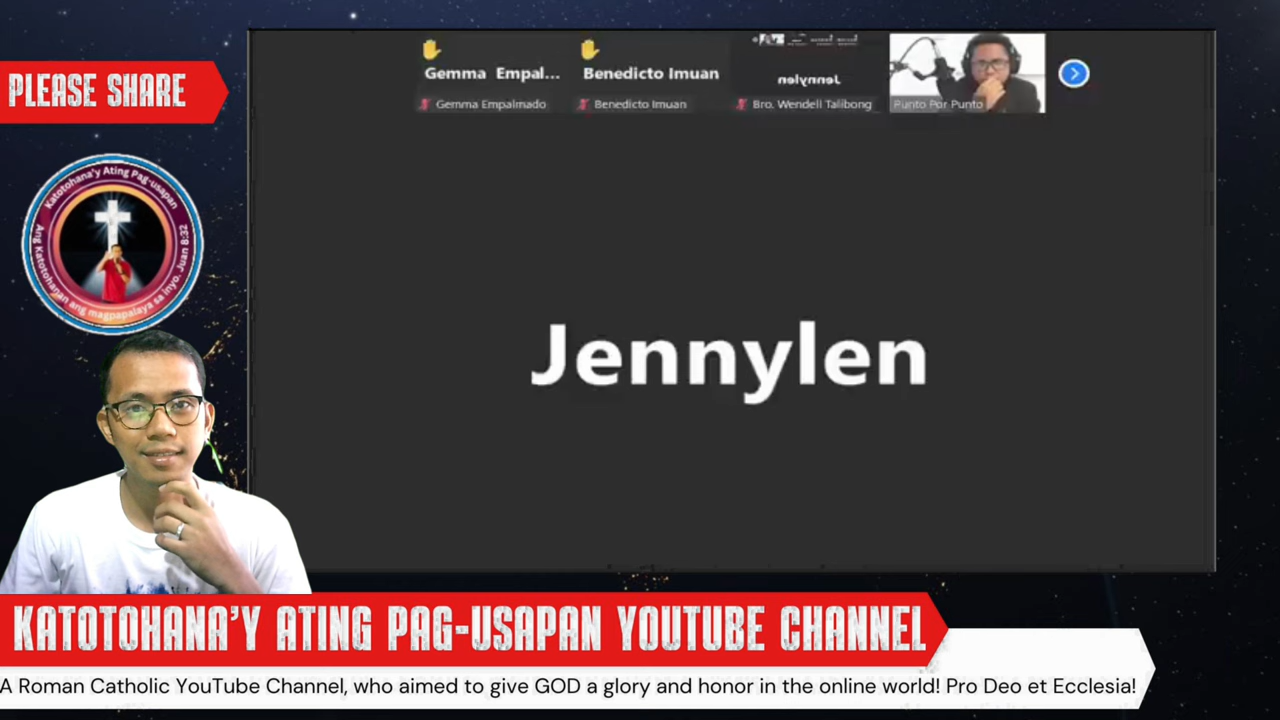 PLEASE SHARE
Katotohana'y Ating Pag-usapan
Ang Katotohanan ang magpapalaya sa inyo. Juan 8:32
Gemma Empal...
Benedicto Imuan
Jennylen
Gemma Empalmado
Benedicto Imuan
Bro. Wendell Talibong
Punto Por Punto
Jennylen
KATOTOHANA'Y ATING PAG-USAPAN YOUTUBE CHANNEL
A Roman Catholic YouTube Channel, who aimed to give GOD a glory and honor in the online world! Pro Deo et Ecclesia!